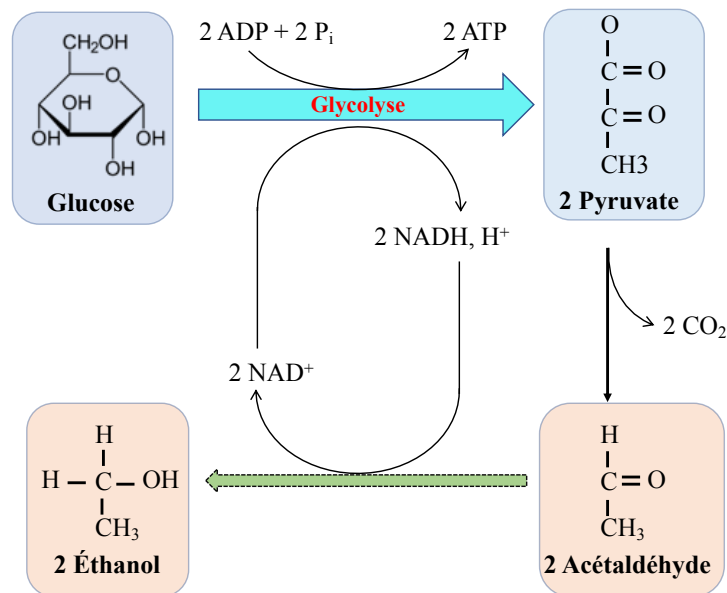 2 ADP + 2 Pi
2 ATP
Glycolyse
CH₂OH
O
OH
OH
OH
OH
Glucose
O
C = O
C = O
CH3
2 Pyruvate
2 NADH, H⁺
2 CO₂
2 NAD⁺
H
H — C — OH
CH₃
2 Éthanol
H
C = O
CH₃
2 Acétaldéhyde